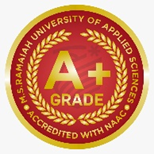 M.S.RAMAIAH UNIVERSITY OF APPLIED SCIENCES
A+
GRADE
ACCREDITED WITH NAAC